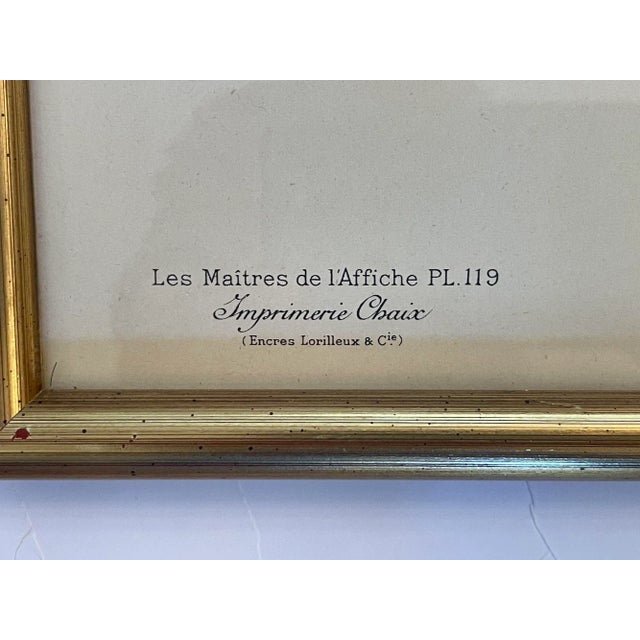 Les Maîtres de l'Affiche PL.119
Imprimerie Chaix
(Encres Lorilleux & Cie.)